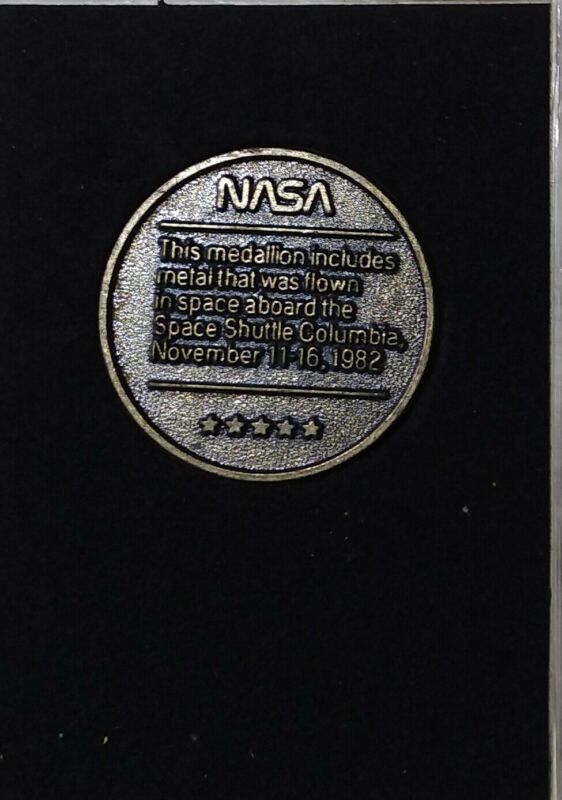 NASA
This medallion includes
metal that was flown
in space aboard the
Space Shuttle Columbia,
November 11-16, 1982